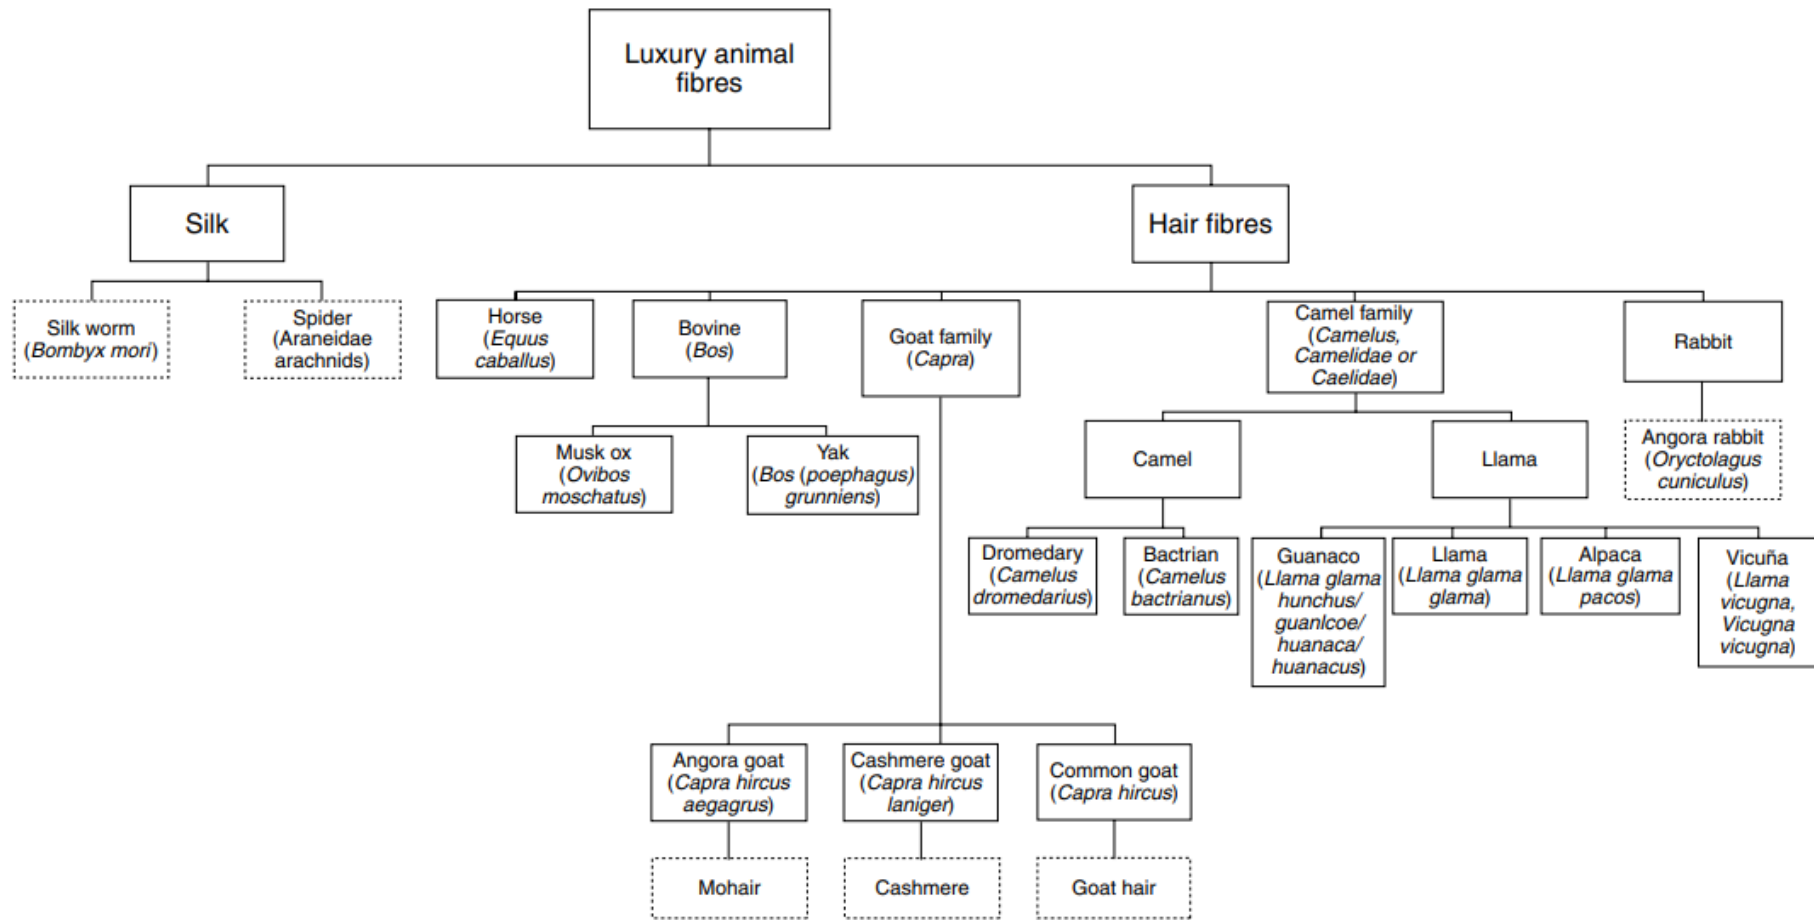 Luxury animal
fibres
Silk
Hair fibres
Silk worm
(Bombyx mori)
Spider
(Araneidae
arachnids)
Horse
(Equus
caballus)
Bovine
(Bos)
Goat family
(Capra)
Camel family
(Camelus,
Camelidae or
Caelidae)
Rabbit
Musk ox
(Ovibos
moschatus)
Yak
(Bos (poephagus)
grunniens)
Camel
Llama
Angora rabbit
(Oryctolagus
cuniculus)
Dromedary
(Camelus
dromedarius)
Bactrian
(Camelus
bactrianus)
Guanaco
(Llama glama
hunchus/
guanlcoe/
huanaca/
huanacus)
Llama
(Llama glama
glama)
Alpaca
(Llama glama
pacos)
Vicuña
(Llama
vicugna,
Vicugna
vicugna)
Angora goat
(Capra hircus
aegagrus)
Cashmere goat
(Capra hircus
laniger)
Common goat
(Capra hircus)
Mohair
Cashmere
Goat hair